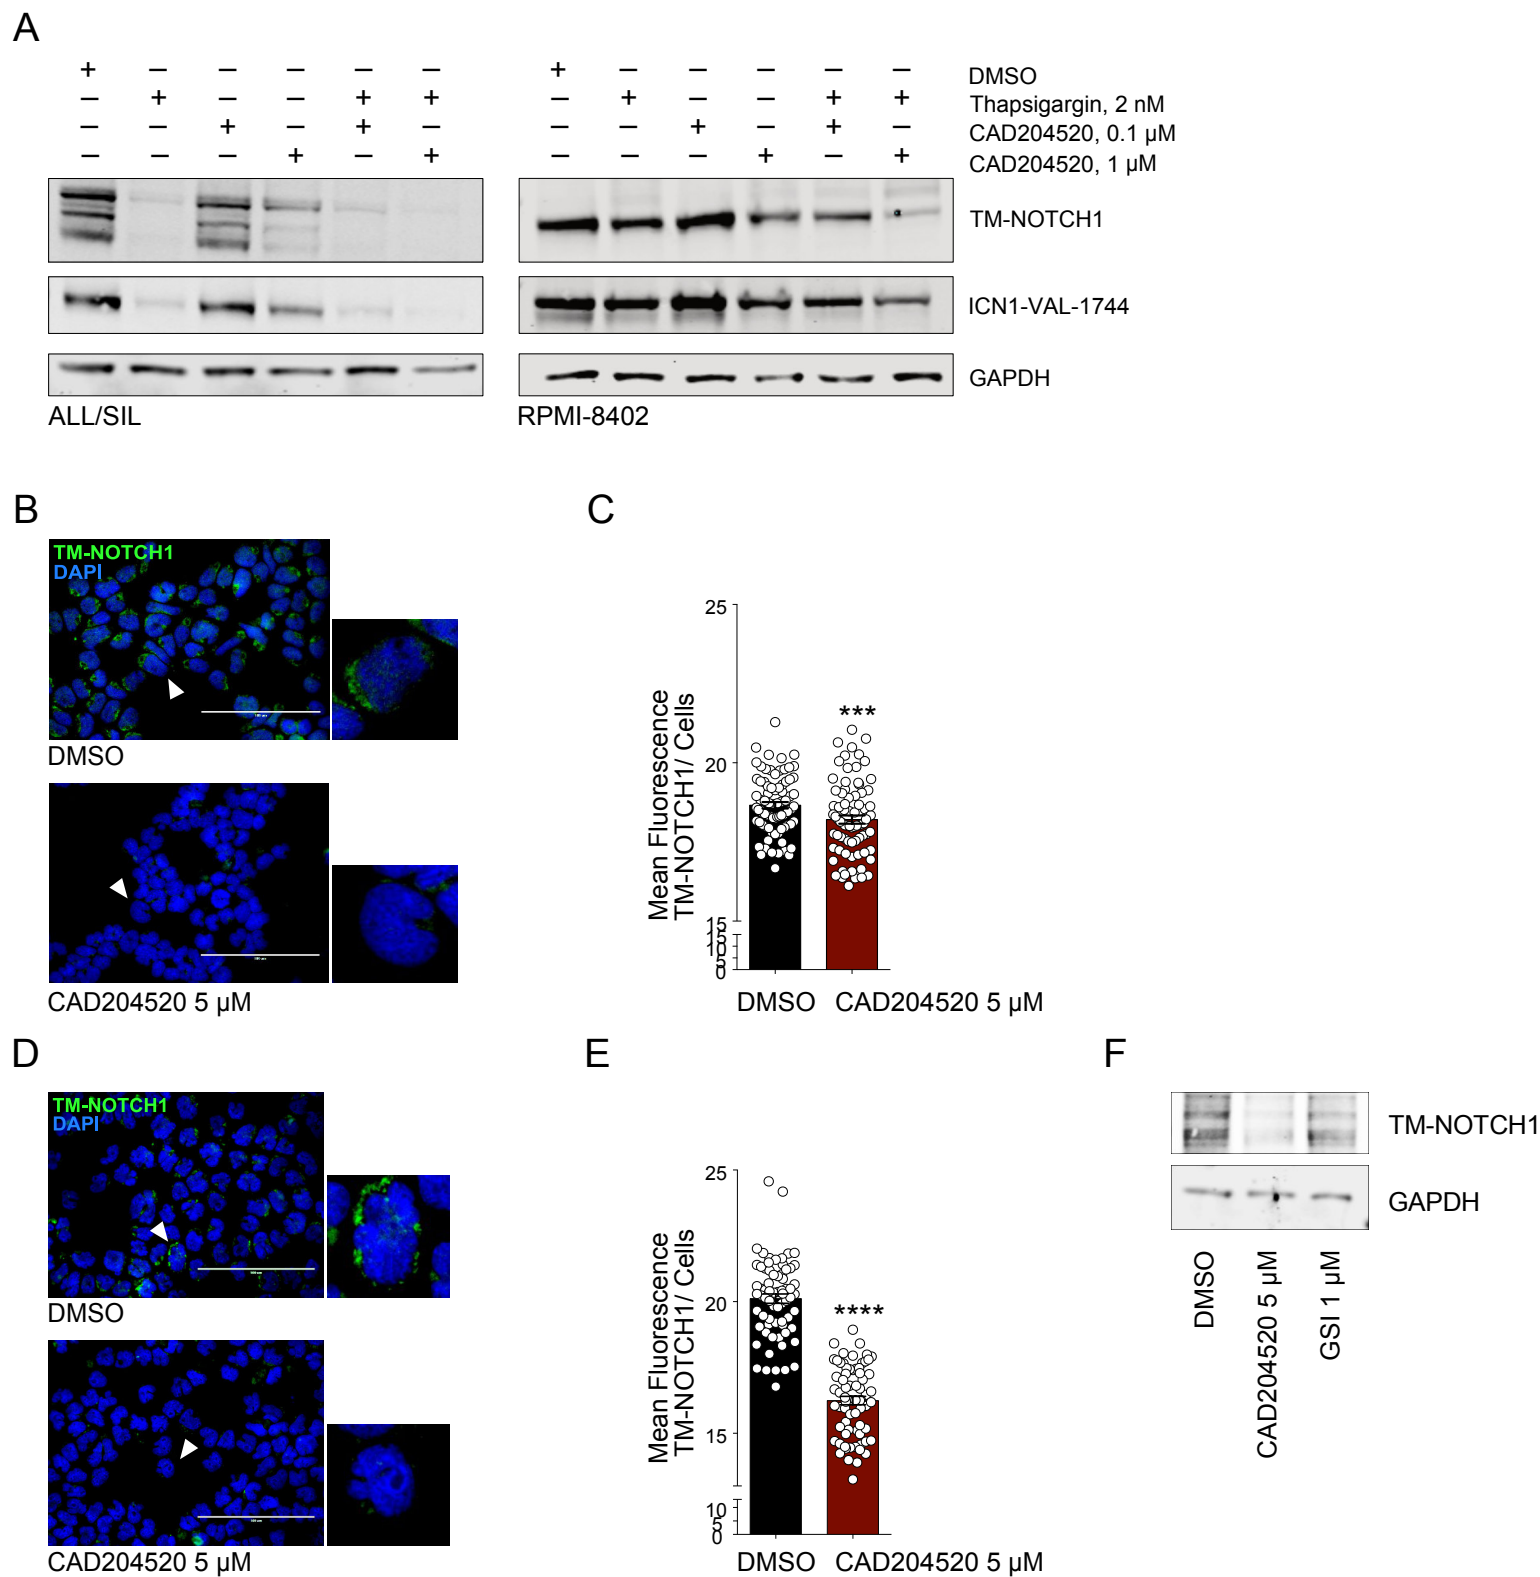 A
+ – – – – –
+ – – – – –
DMSO
– + – – + +
– + – – + +
Thapsigargin, 2 nM
– – + – + –
– – + – + –
CAD204520, 0.1 µM
– – – + – +
– – – + – +
CAD204520, 1 µM
TM-NOTCH1
ICN1-VAL-1744
GAPDH
ALL/SIL
RPMI-8402
B
TM-NOTCH1
DAPI
DMSO
CAD204520 5 µM
C
Mean Fluorescence
TM-NOTCH1/ Cells
25
20
15
15
10
5
0
***
DMSO
CAD204520 5 µM
D
TM-NOTCH1
DAPI
DMSO
CAD204520 5 µM
E
Mean Fluorescence
TM-NOTCH1/ Cells
25
20
15
10
5
0
****
DMSO
CAD204520 5 µM
F
TM-NOTCH1
GAPDH
DMSO
CAD204520 5 µM
GSI 1 µM